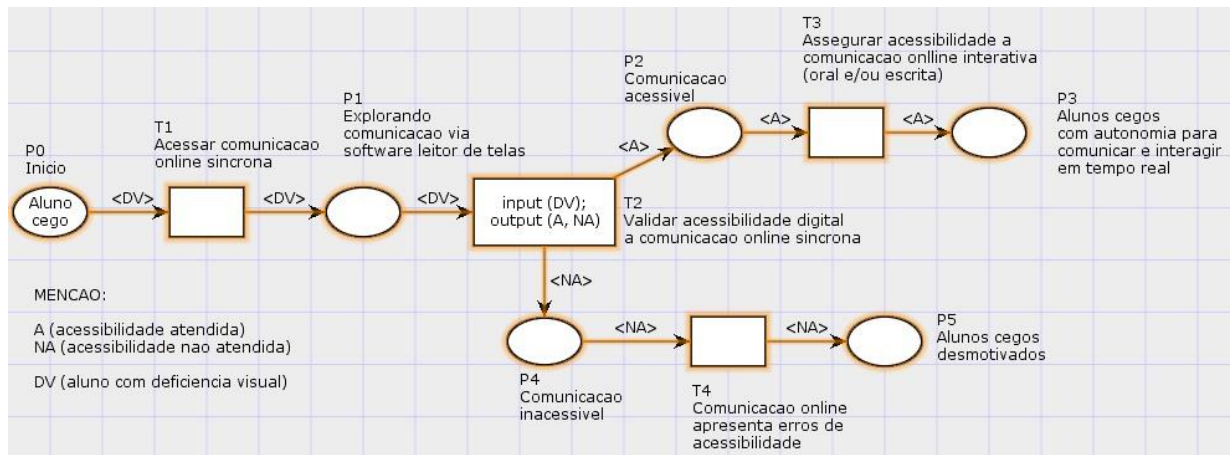 P0
Inicio
Aluno
cego
<DV>
T1
Acessar comunicacao
online sincrona
<DV>
P1
Explorando
comunicacao via
software leitor de telas
<DV>
input (DV);
output (A, NA)
T2
Validar acessibilidade digital
a comunicacao online sincrona
<A>
P2
Comunicacao
acessivel
<A>
T3
Assegurar acessibilidade a
comunicacao onlline interativa
(oral e/ou escrita)
<A>
P3
Alunos cegos
com autonomia para
comunicar e interagir
em tempo real
<NA>
P4
Comunicacao
inacessivel
<NA>
T4
Comunicacao online
apresenta erros de
acessibilidade
<NA>
P5
Alunos cegos
desmotivados
MENCAO:
A (acessibilidade atendida)
NA (acessibilidade nao atendida)
DV (aluno com deficiencia visual)